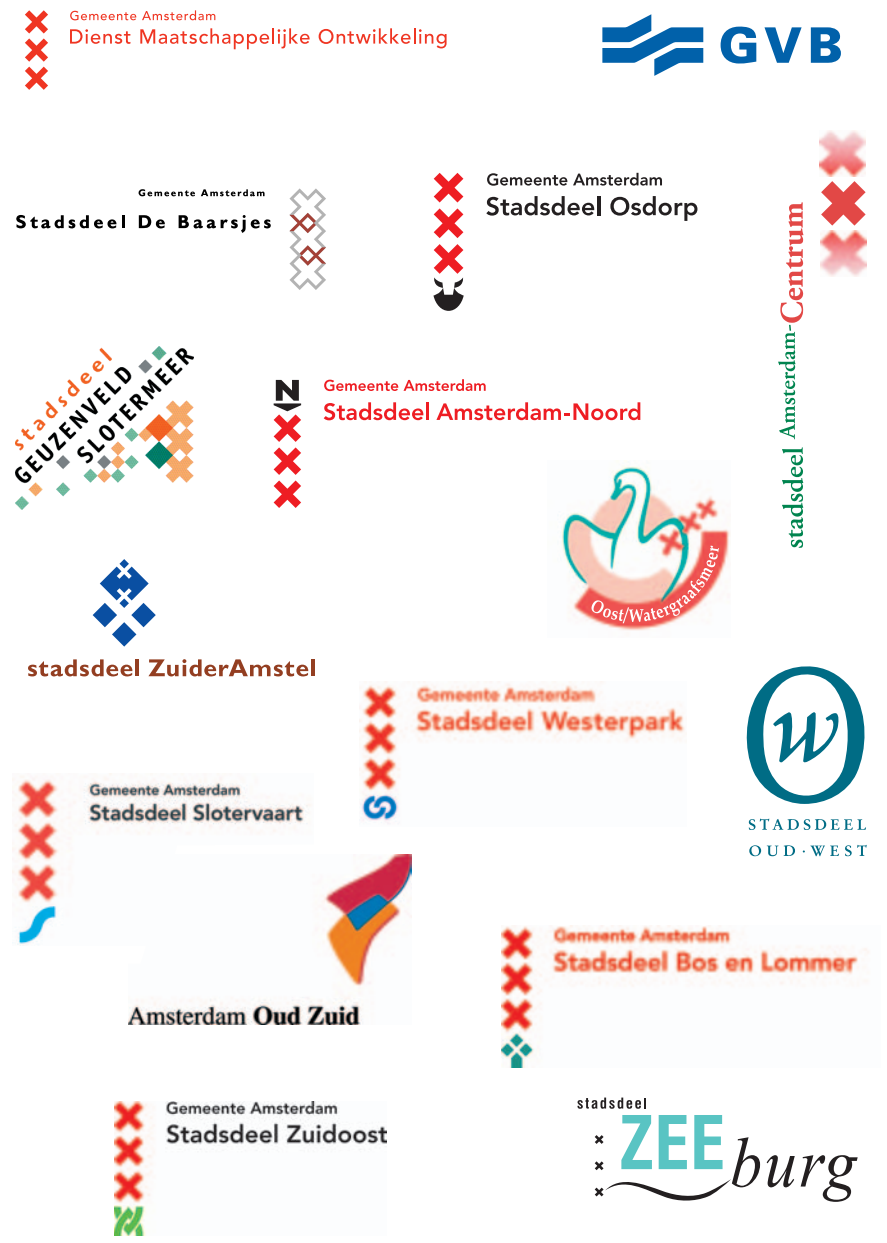 Gemeente Amsterdam
Dienst Maatschappelijke Ontwikkeling
GVB
Gemeente Amsterdam
Stadsdeel De Baarsjes
Gemeente Amsterdam
Stadsdeel Osdorp
stadsdeel Amsterdam-Centrum
stadsdeel
GEUZENVELD
SLOTERMEER
N
Gemeente Amsterdam
Stadsdeel Amsterdam-Noord
Oost/Watergraafsmeer
stadsdeel ZuiderAmstel
Gemeente Amsterdam
Stadsdeel Westerpark
OW
STADSDEEL
OUD·WEST
Gemeente Amsterdam
Stadsdeel Slotervaart
Amsterdam Oud Zuid
Gemeente Amsterdam
Stadsdeel Bos en Lommer
Gemeente Amsterdam
Stadsdeel Zuidoost
stadsdeel
ZEEburg